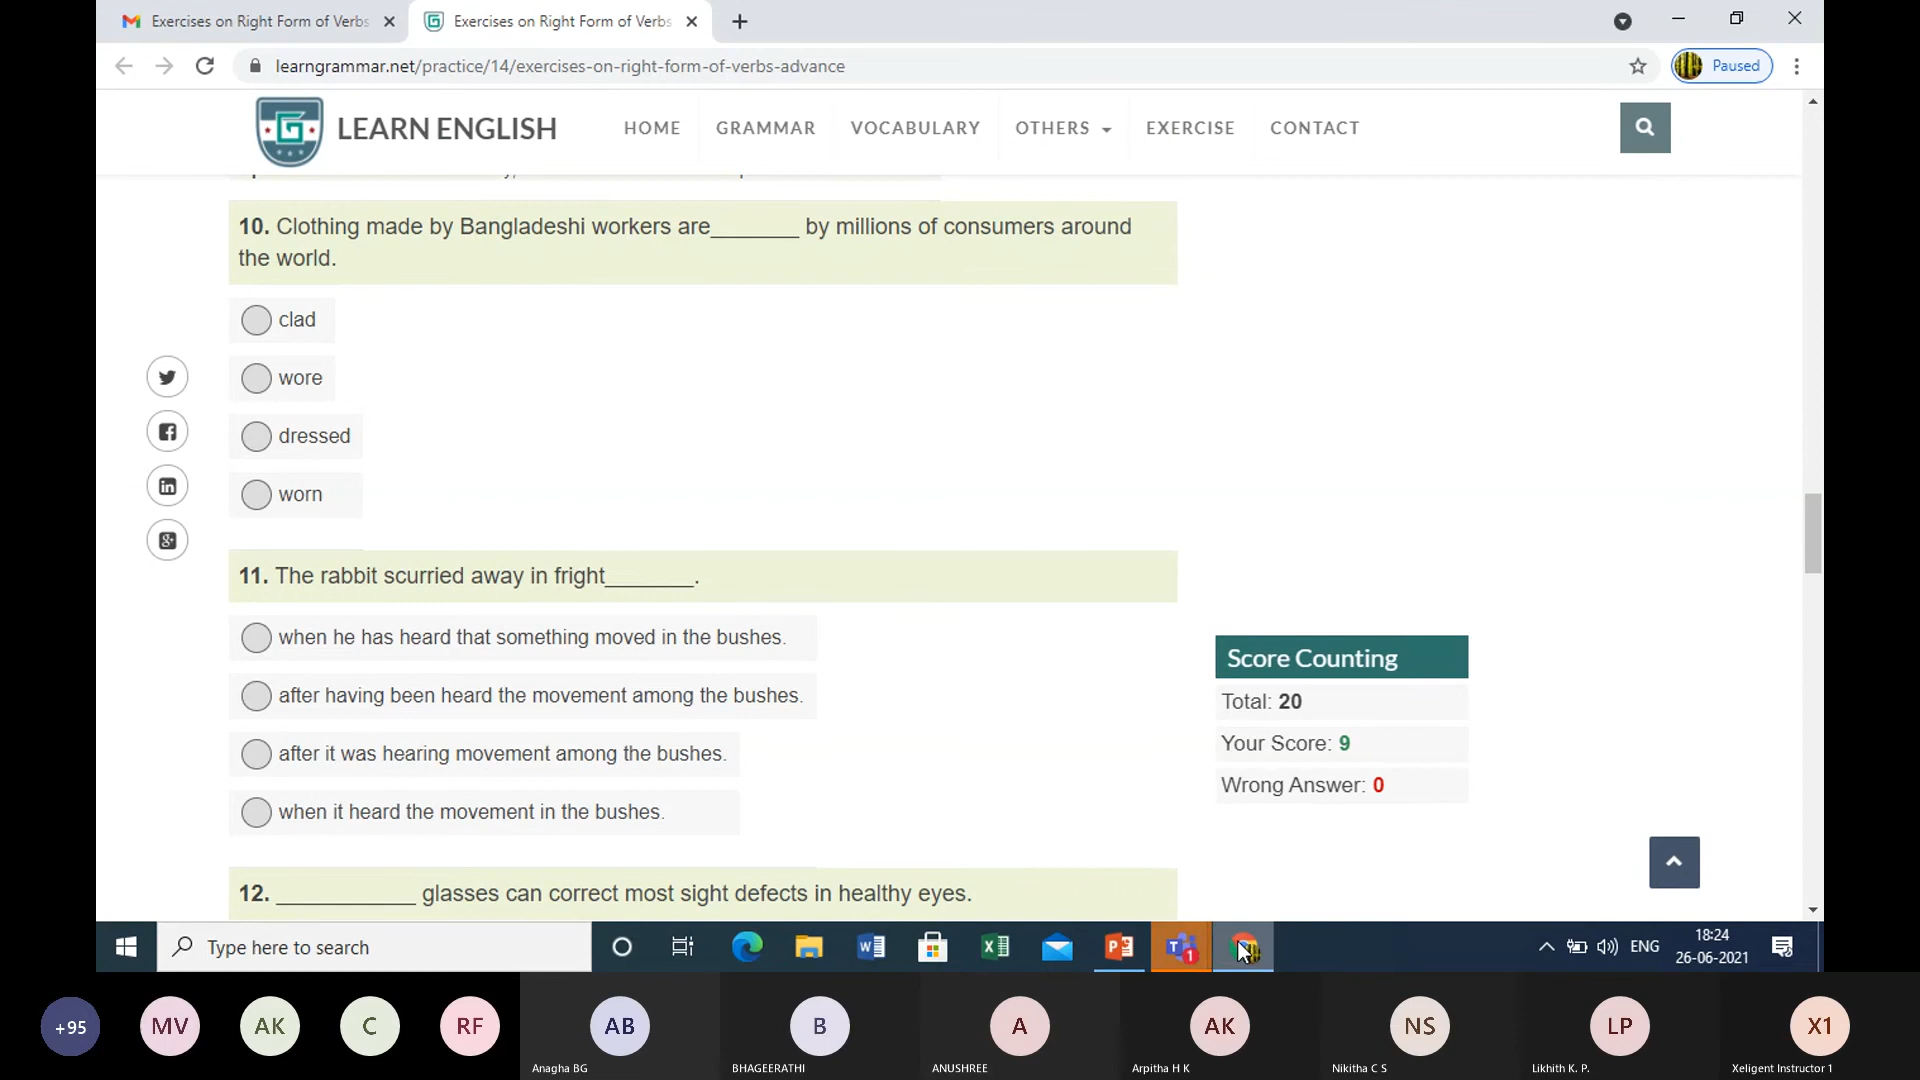 Exercises on Right Form of Verbs
Exercises on Right Form of Verbs
learngrammar.net/practice/14/exercises-on-right-form-of-verbs-advance
Paused
LEARN ENGLISH
HOME
GRAMMAR
VOCABULARY
OTHERS
EXERCISE
CONTACT
10. Clothing made by Bangladeshi workers are________ by millions of consumers around
the world.
clad
wore
dressed
worn
11. The rabbit scurried away in fright________.
when he has heard that something moved in the bushes.
after having been heard the movement among the bushes.
after it was hearing movement among the bushes.
when it heard the movement in the bushes.
Score Counting
Total: 20
Your Score: 9
Wrong Answer: 0
12. _____________ glasses can correct most sight defects in healthy eyes.
Type here to search
ENG
18:24
26-06-2021
+95
MV
AK
C
RF
AB
Anagha BG
B
BHAGEERATHI
A
ANUSHREE
AK
Arpitha H K
NS
Nikitha C S
LP
Likhith K. P.
X1
Xeligent Instructor 1